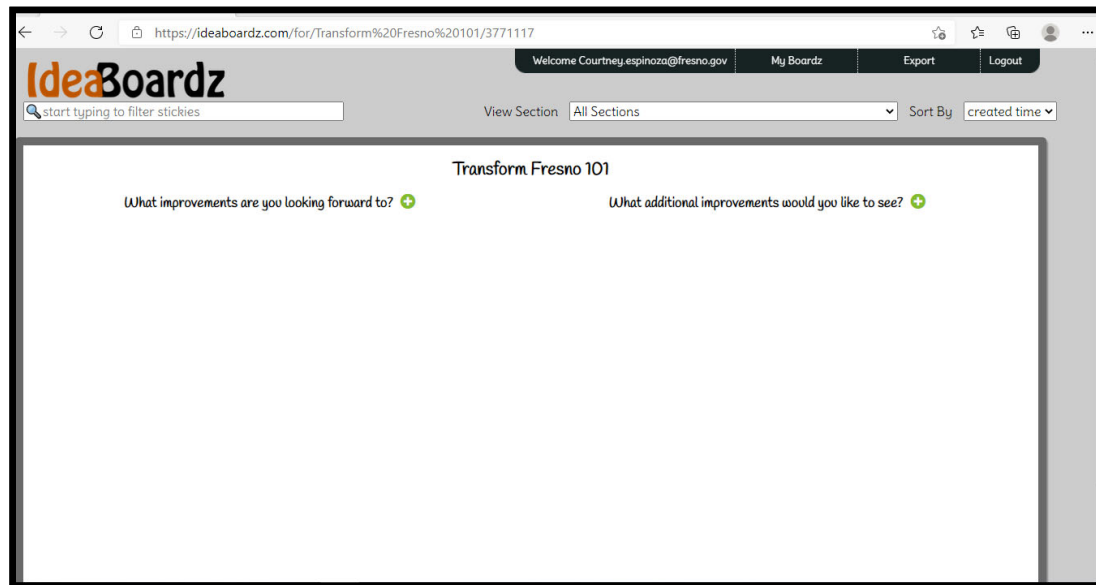 https://ideaboardz.com/for/Transform%20Fresno%20101/3771117
Welcome Courtney.espinoza@fresno.gov My Boardz Export Logout
IdeaBoardz
start typing to filter stickies View Section All Sections Sort By created time
Transform Fresno 101
What improvements are you looking forward to? What additional improvements would you like to see?